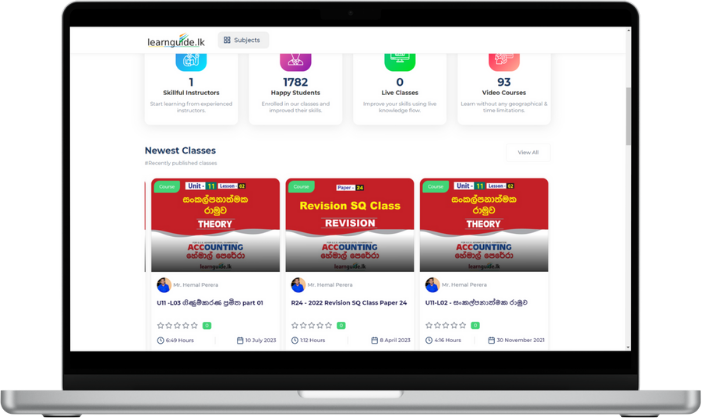 learnguide.lk
Subjects
1
Skillful Instructors
Start learning from experienced
instructors.
1782
Happy Students
Enrolled in our classes and
improved their skills.
0
Live Classes
Improve your skills using live
knowledge flow.
93
Video Courses
Learn without any geographical &
time limitations.
Newest Classes
#Recently published classes
View All
Course
Unit - 11 Lesson 02
සංකල්පනාත්මක
රාමුව
THEORY
ACCOUNTING
හේමාල් පෙරේරා
learnguide.lk
Mr. Hemal Perera
U11 -L03 ගිණුම්කරණ ප්‍රමිත part 01
0
6:49 Hours
10 July 2023
Course
Paper - 24
Revision SQ Class
REVISION
ACCOUNTING
හේමාල් පෙරේරා
learnguide.lk
Mr. Hemal Perera
R24 - 2022 Revision SQ Class Paper 24
0
1:12 Hours
8 April 2023
Course
Unit - 11 Lesson 02
සංකල්පනාත්මක
රාමුව
THEORY
ACCOUNTING
හේමාල් පෙරේරා
learnguide.lk
Mr. Hemal Perera
U11-L02 - සංකල්පනාත්මක රාමුව
0
4:16 Hours
30 November 2021